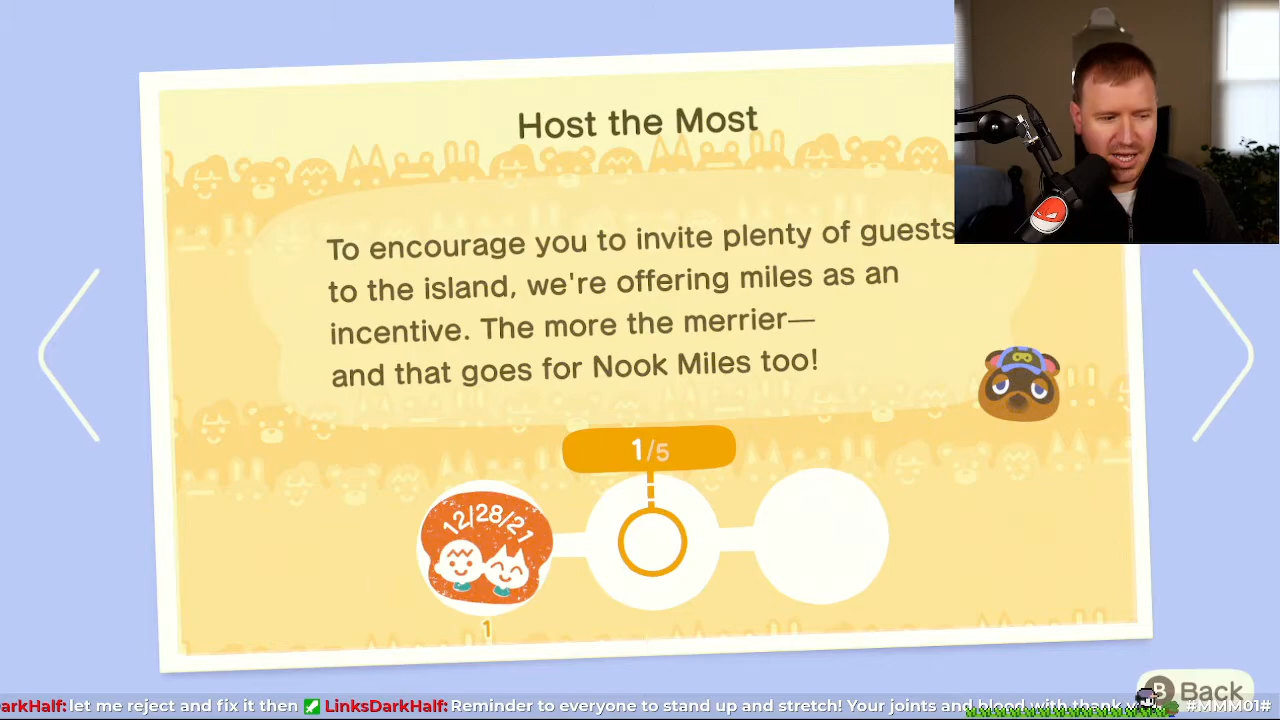 Host the Most
To encourage you to invite plenty of guests
to the island, we're offering miles as an
incentive. The more the merrier—
and that goes for Nook Miles too!
1/5
12/28/21
1
B Back
arkHalf: let me reject and fix it then LinksDarkHalf: Reminder to everyone to stand up and stretch! Your joints and blood with thank #MMM01#